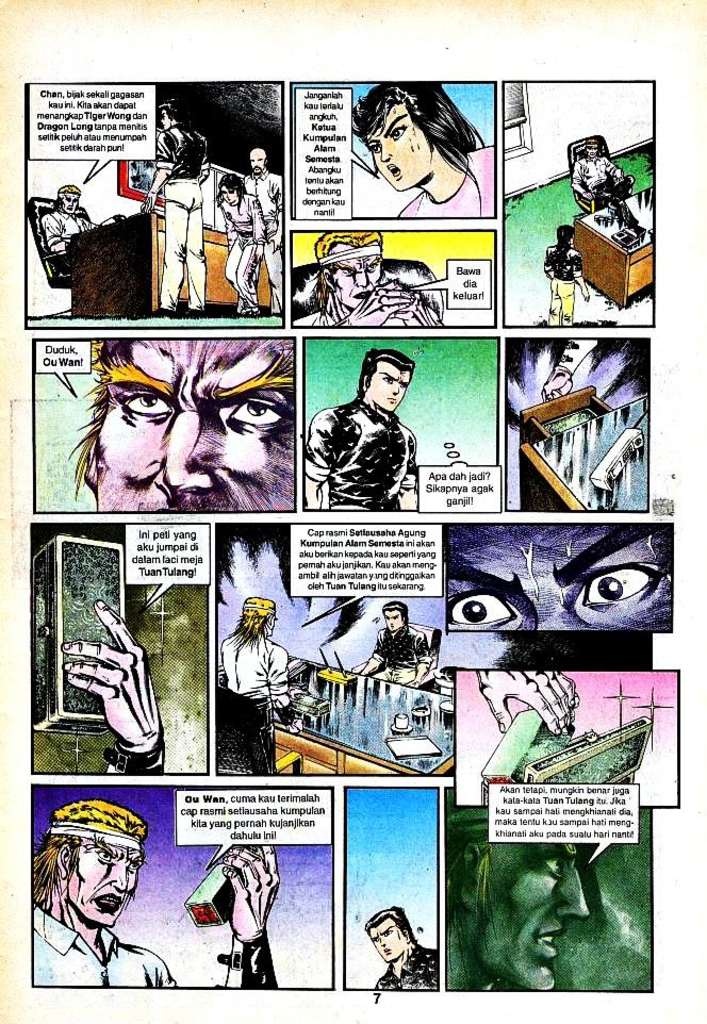 Chan, bijak sekali gagasan
kau ini. Kita akan dapat
menangkap Tiger Wong dan
Dragon Long tanpa menitis
setitik peluh atau menumpah
setitik darah pun!
Janganlah
kau terlalu
angkuh,
Ketua
Kumpulan
Alam
Semesta.
Abangku
tentu akan
berhitung
dengan kau
nanti!
Bawa
dia
keluar!
Duduk,
Ou Wan!
Apa dah jadi?
Sikapnya agak
ganjil!
Ini peti yang
aku jumpai di
dalam laci meja
Tuan Tulang!
Cap rasmi Setiausaha Agung
Kumpulan Alam Semesta ini akan
aku berikan kepada kau seperti yang
pernah aku janjikan. Kau akan meng-
ambil alih jawatan yang ditinggalkan
oleh Tuan Tulang itu sekarang.
Ou Wan, cuma kau terimalah
cap rasmi setiausaha kumpulan
kita yang pernah kujanjikan
dahulu ini!
Akan tetapi, mungkin benar juga
kata-kata Tuan Tulang itu. Jika
kau sampai hati mengkhianati dia,
maka tentu kau sampai hati meng-
khianati aku pada suatu hari nanti!
7